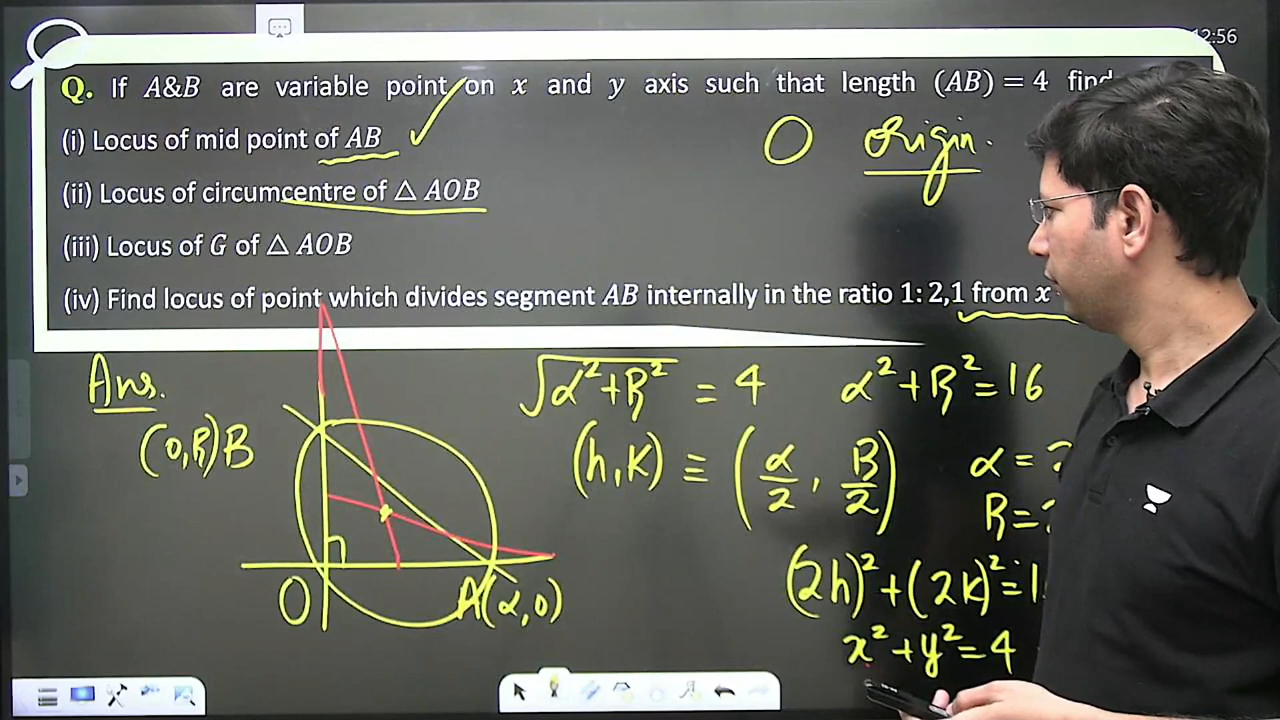 12:56
Q. If A&B are variable point on x and y axis such that length (AB) = 4 find
(i) Locus of mid point of AB
O origin.
(ii) Locus of circumcentre of △ AOB
(iii) Locus of G of △ AOB
(iv) Find locus of point which divides segment AB internally in the ratio 1: 2,1 from x
Ans.
√α²+β² = 4 α²+β²=16
(0,β)B
(h,k) ≡ (α/2, β/2) α=
β=
(2h)²+(2k)²=1
O A(α,0)
x²+y²=4